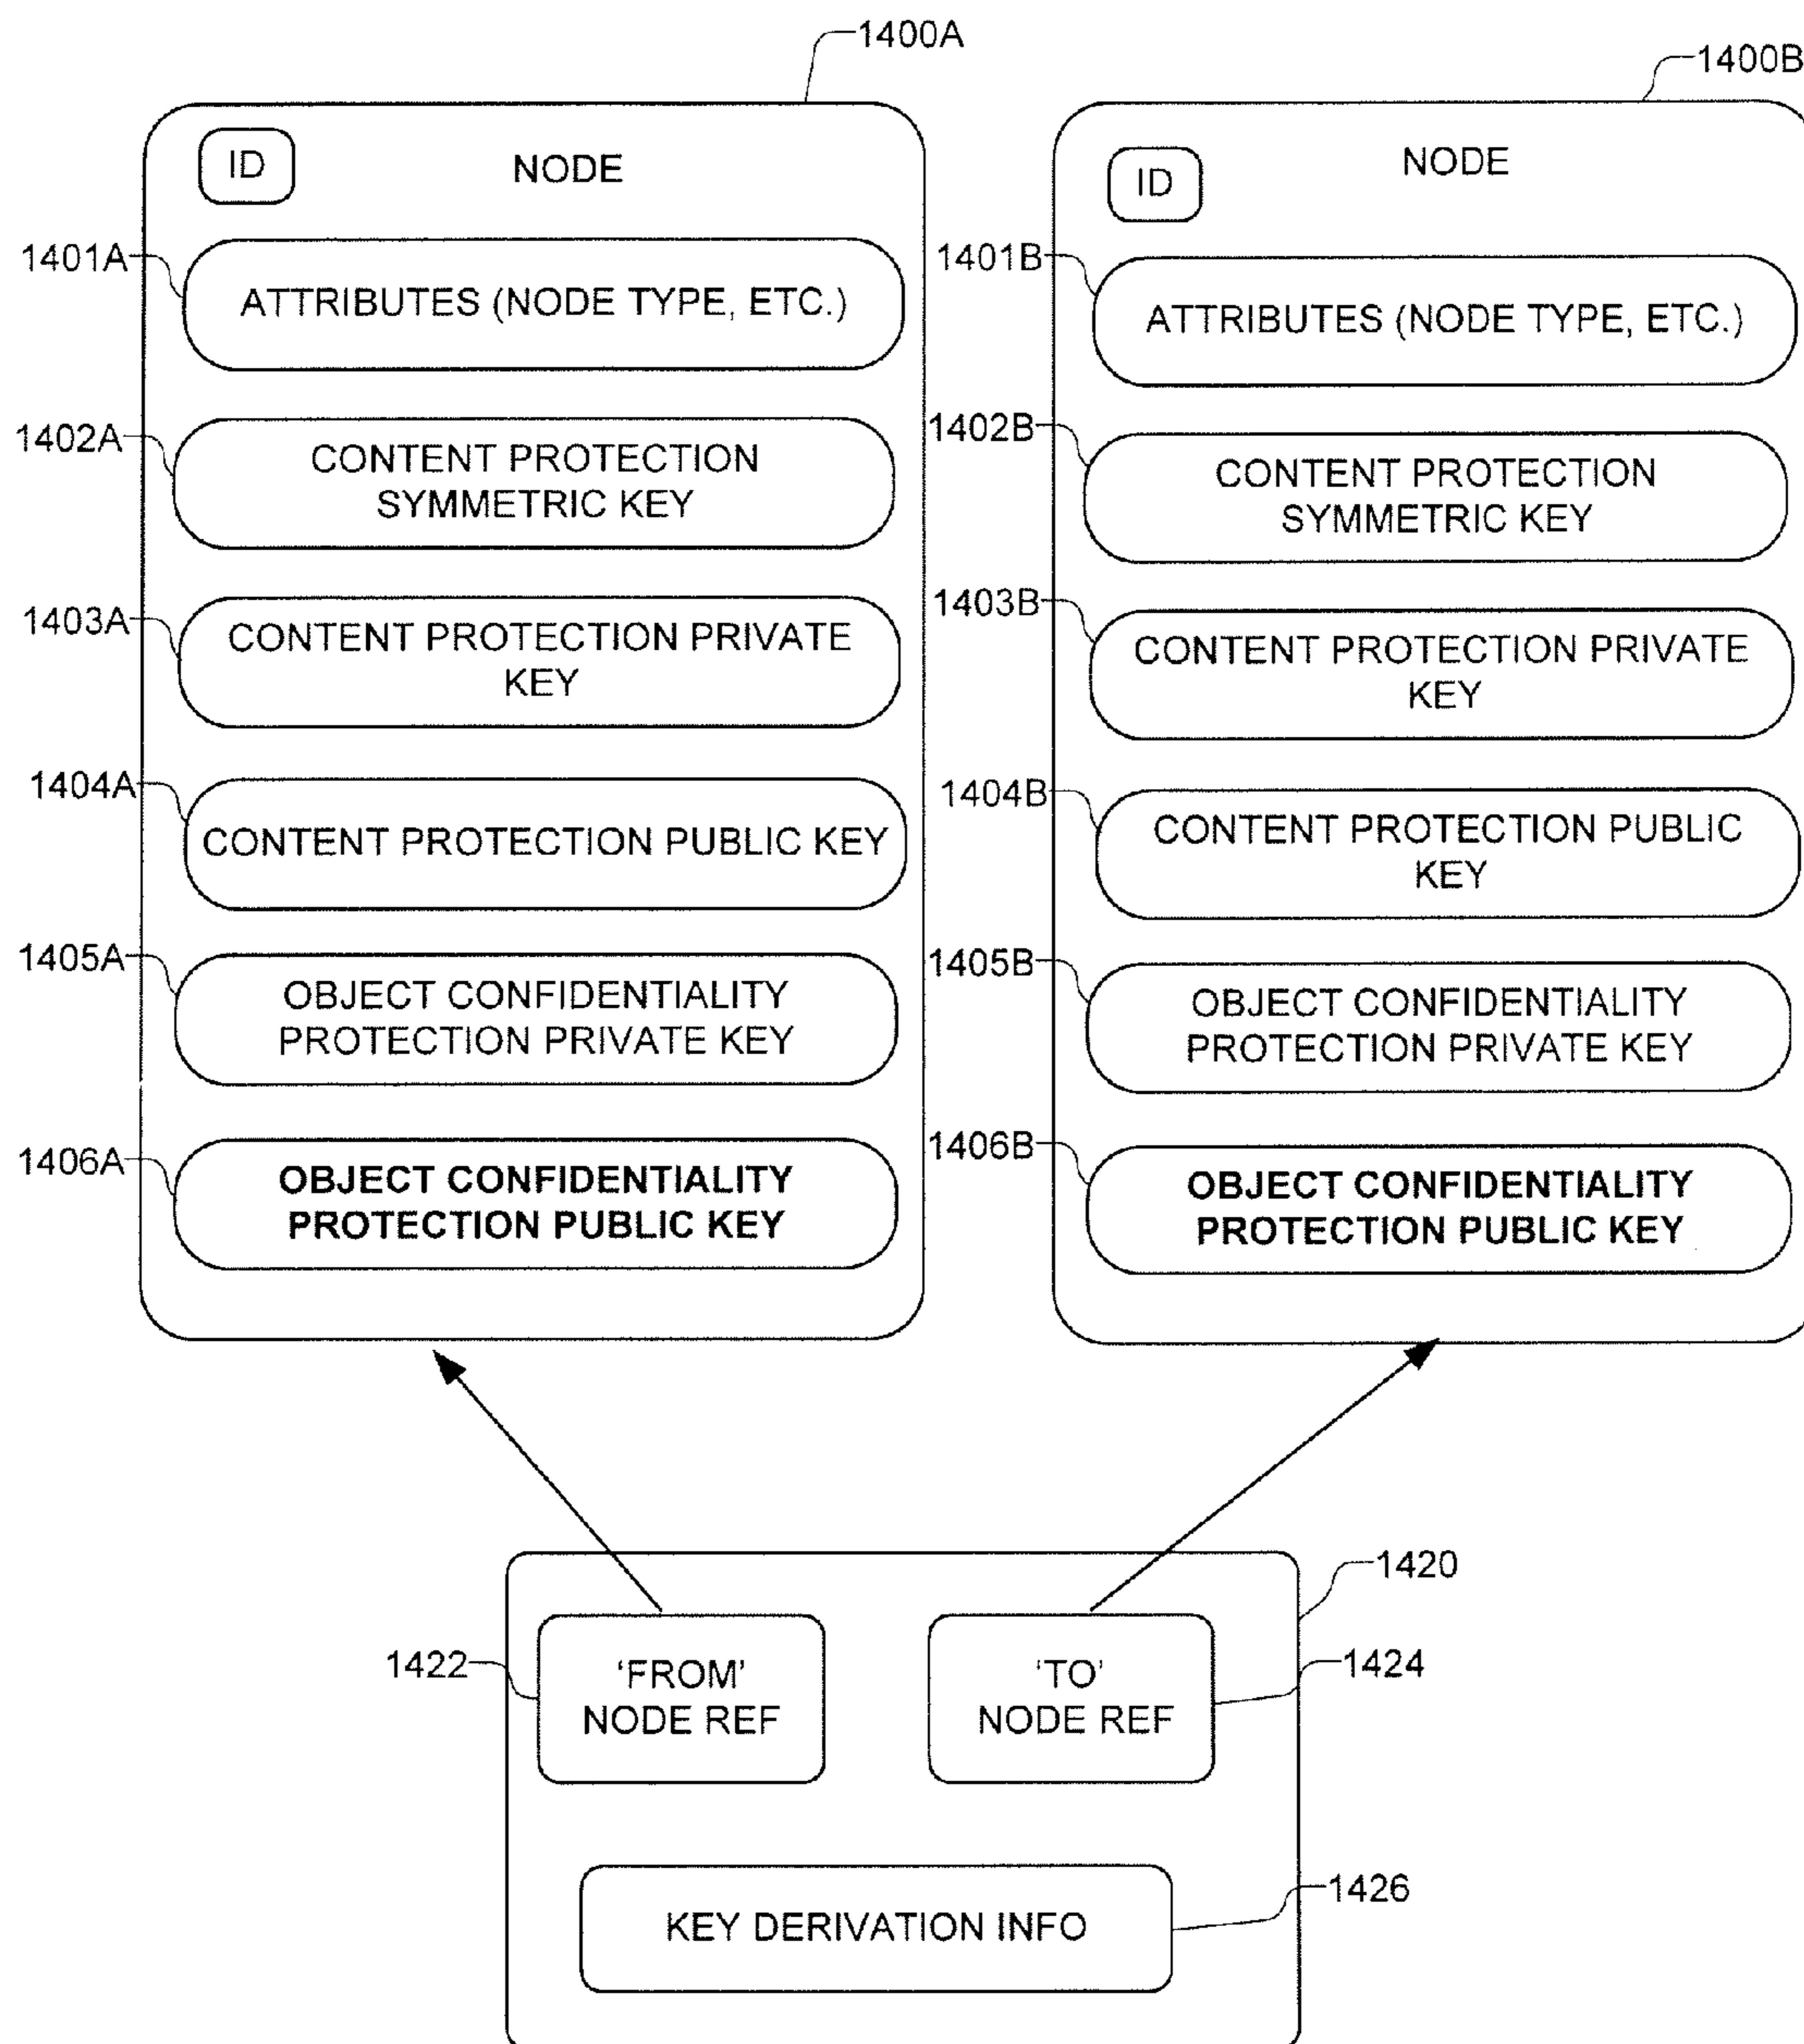 1400A
ID
NODE
1401A
ATTRIBUTES (NODE TYPE, ETC.)
1402A
CONTENT PROTECTION
SYMMETRIC KEY
1403A
CONTENT PROTECTION PRIVATE
KEY
1404A
CONTENT PROTECTION PUBLIC KEY
1405A
OBJECT CONFIDENTIALITY
PROTECTION PRIVATE KEY
1406A
OBJECT CONFIDENTIALITY
PROTECTION PUBLIC KEY
1400B
ID
NODE
1401B
ATTRIBUTES (NODE TYPE, ETC.)
1402B
CONTENT PROTECTION
SYMMETRIC KEY
1403B
CONTENT PROTECTION PRIVATE
KEY
1404B
CONTENT PROTECTION PUBLIC
KEY
1405B
OBJECT CONFIDENTIALITY
PROTECTION PRIVATE KEY
1406B
OBJECT CONFIDENTIALITY
PROTECTION PUBLIC KEY
1420
1422
'FROM'
NODE REF
'TO'
NODE REF
1424
KEY DERIVATION INFO
1426